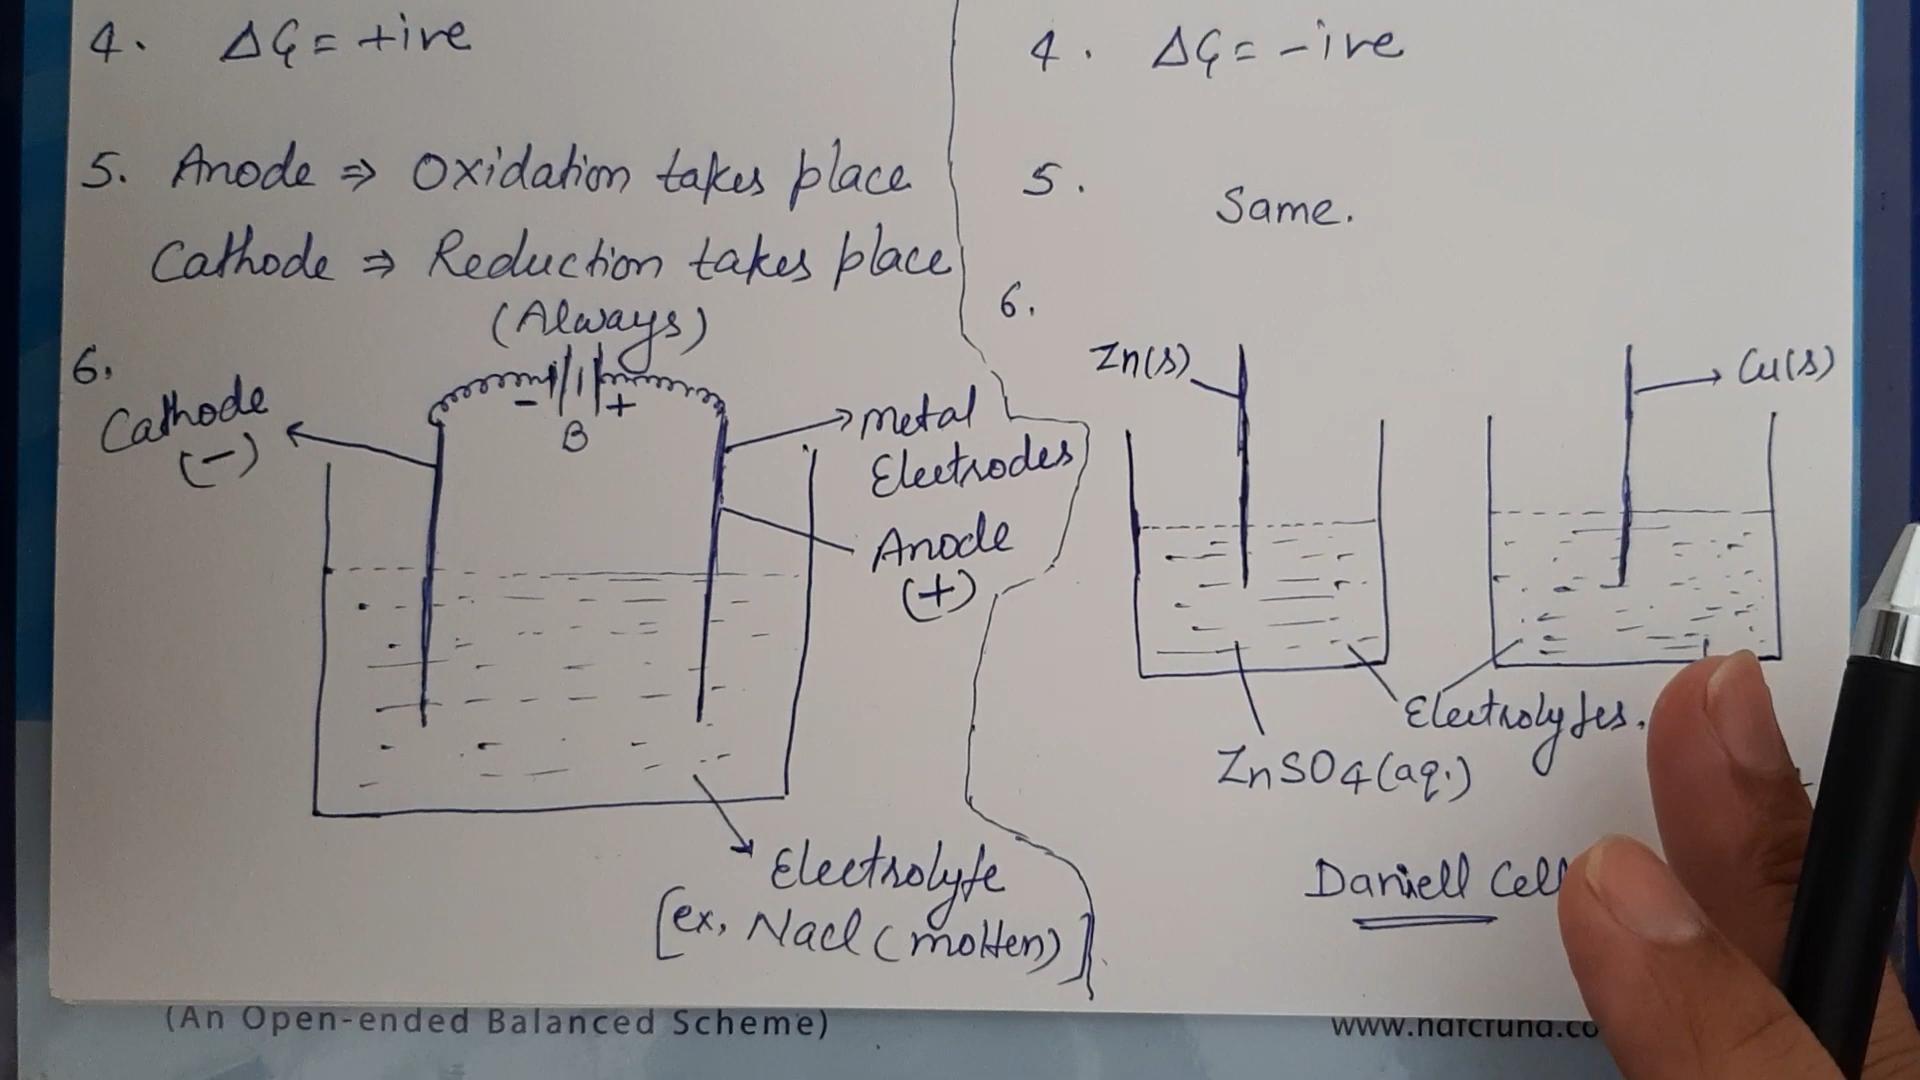 4. ΔG = +ive
5. Anode ⇒ Oxidation takes place
Cathode ⇒ Reduction takes place
(Always)
6.
Cathode
(-)
- +
B
Metal
Electrodes
Anode
(+)
Electrolyte
[ex, Nacl (molten)]
4. ΔG = -ive
5. Same.
6.
Zn(s)
Cu(s)
Electrolytes.
ZnSO4(aq.)
Daniell Cell
(An Open-ended Balanced Scheme)